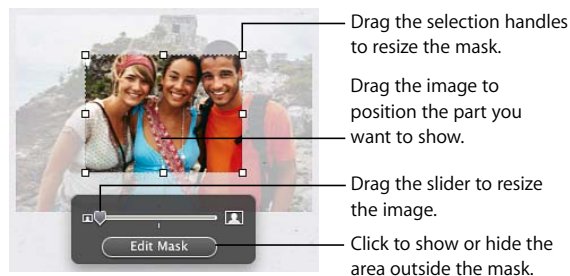 Drag the selection handles
to resize the mask.
Drag the image to
position the part you
want to show.
Drag the slider to resize
the image.
Edit Mask
Click to show or hide the
area outside the mask.